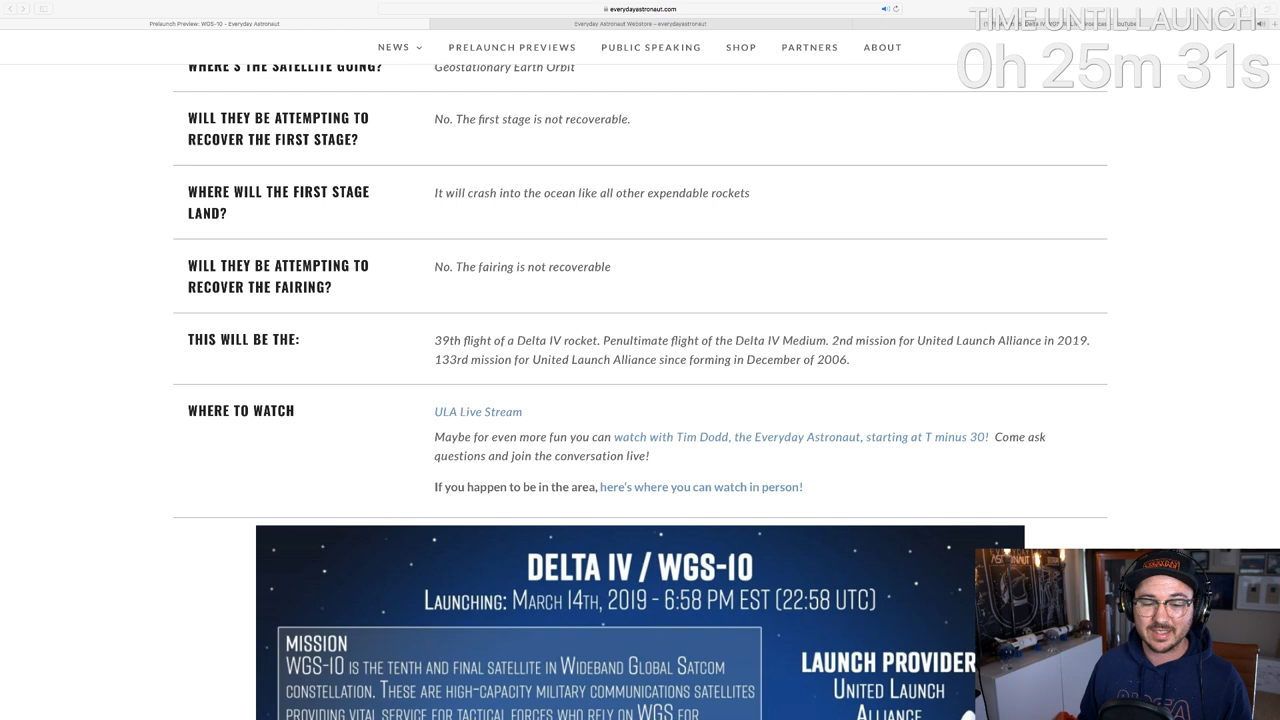 everydayastronaut.com
Prelaunch Preview: WGS-10 - Everyday Astronaut
Everyday Astronaut Webstore – everydayastronaut
TIME UNTIL LAUNCH
0h 25m 31s
NEWS
PRELAUNCH PREVIEWS
PUBLIC SPEAKING
SHOP
PARTNERS
ABOUT
WHERE'S THE SATELLITE GOING?
Geostationary Earth Orbit
WILL THEY BE ATTEMPTING TO
RECOVER THE FIRST STAGE?
No. The first stage is not recoverable.
WHERE WILL THE FIRST STAGE
LAND?
It will crash into the ocean like all other expendable rockets
WILL THEY BE ATTEMPTING TO
RECOVER THE FAIRING?
No. The fairing is not recoverable
THIS WILL BE THE:
39th flight of a Delta IV rocket. Penultimate flight of the Delta IV Medium. 2nd mission for United Launch Alliance in 2019.
133rd mission for United Launch Alliance since forming in December of 2006.
WHERE TO WATCH
ULA Live Stream
Maybe for even more fun you can watch with Tim Dodd, the Everyday Astronaut, starting at T minus 30! Come ask
questions and join the conversation live!
If you happen to be in the area, here's where you can watch in person!
DELTA IV / WGS-10
LAUNCHING: MARCH 14TH, 2019 - 6:58 PM EST (22:58 UTC)
MISSION
WGS-10 IS THE TENTH AND FINAL SATELLITE IN WIDEBAND GLOBAL SATCOM
CONSTELLATION. THESE ARE HIGH-CAPACITY MILITARY COMMUNICATIONS SATELLITES
PROVIDING VITAL SERVICE FOR TACTICAL FORCES WHO RELY ON WGS FOR
LAUNCH PROVIDER
UNITED LAUNCH
ALLIANCE